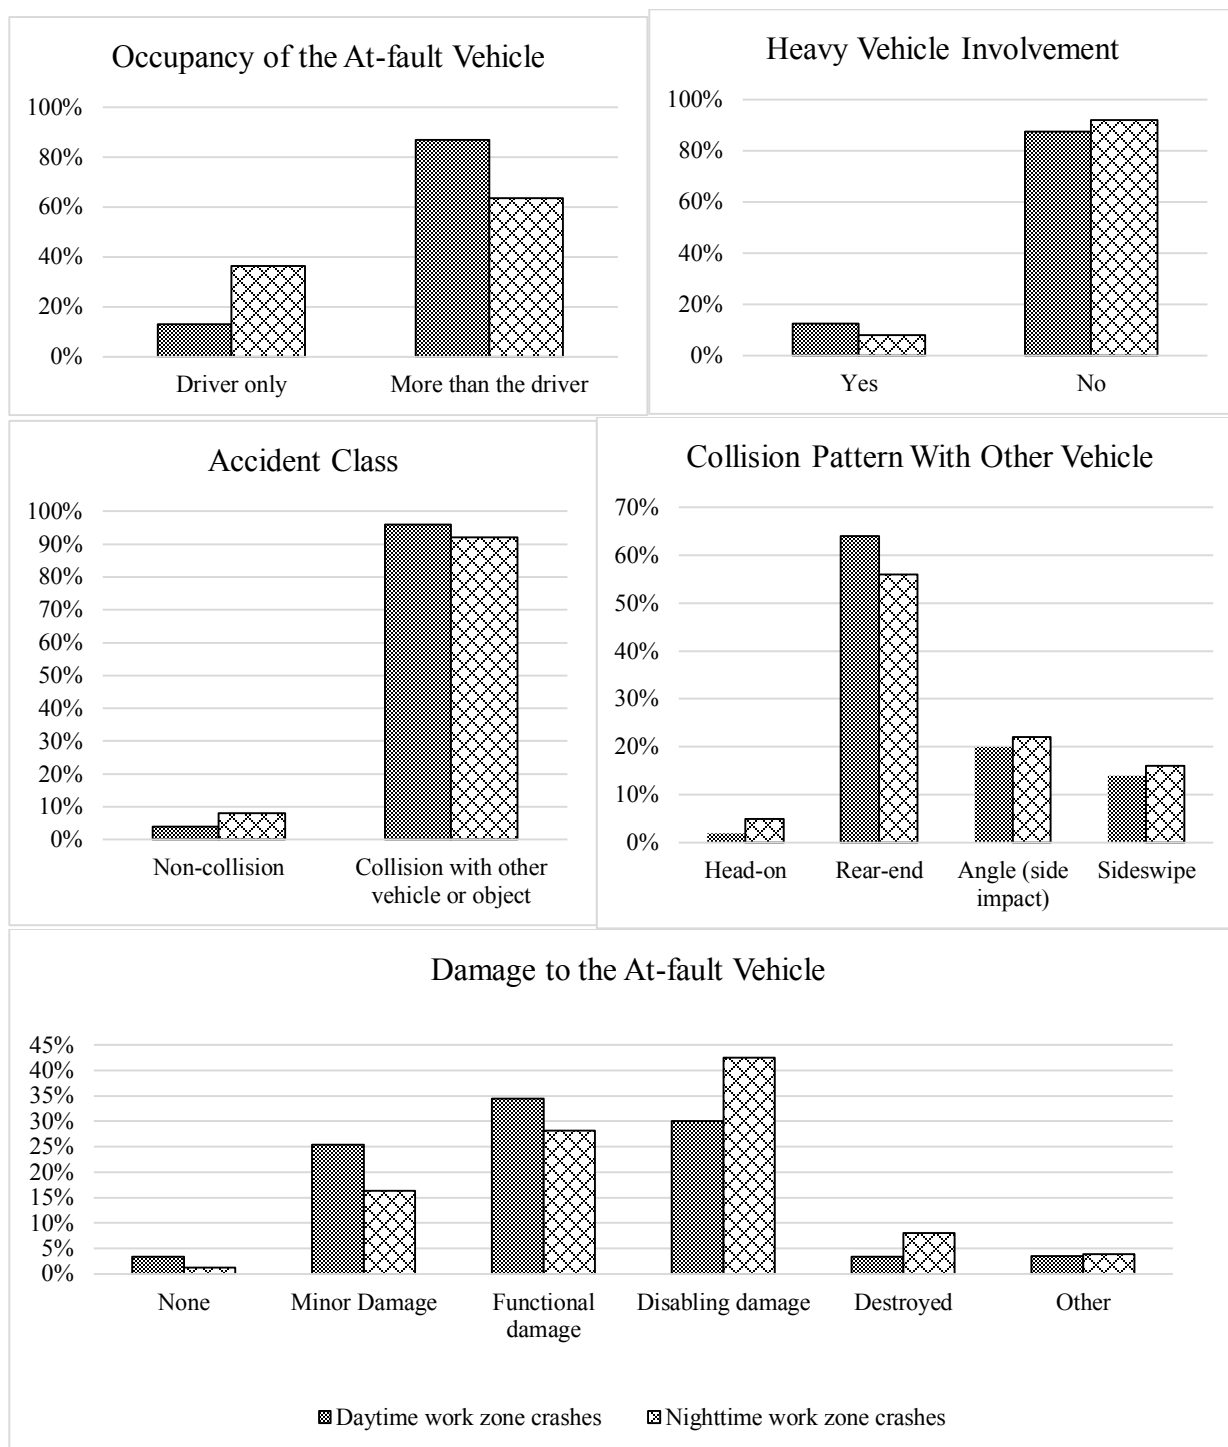 Occupancy of the At-fault Vehicle
100%
80%
60%
40%
20%
0%
Driver only
More than the driver
Heavy Vehicle Involvement
100%
80%
60%
40%
20%
0%
Yes
No
Accident Class
100%
90%
80%
70%
60%
50%
40%
30%
20%
10%
0%
Non-collision
Collision with other
vehicle or object
Collision Pattern With Other Vehicle
70%
60%
50%
40%
30%
20%
10%
0%
Head-on
Rear-end
Angle (side
impact)
Sideswipe
Damage to the At-fault Vehicle
45%
40%
35%
30%
25%
20%
15%
10%
5%
0%
None
Minor Damage
Functional
damage
Disabling damage
Destroyed
Other
Daytime work zone crashes
Nighttime work zone crashes